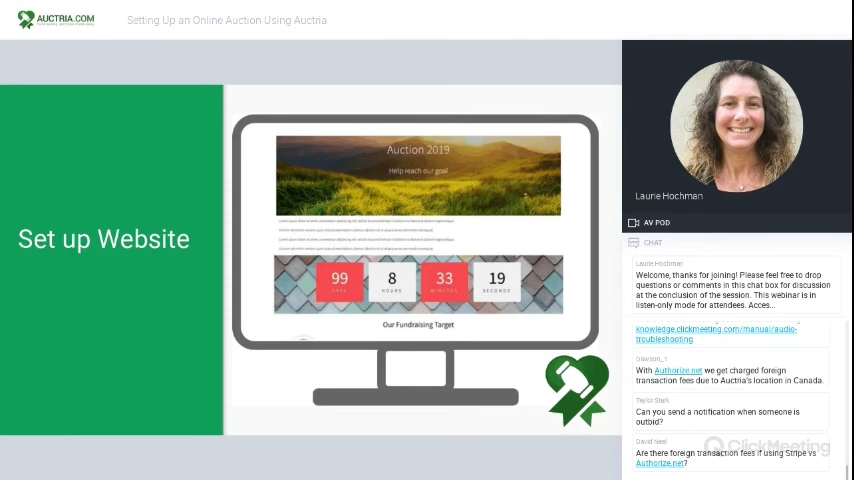 AUCTRIA.COM
Setting Up an Online Auction Using Auctria
Set up Website
Auction 2019
Help reach our goal
99
8
33
19
DAYS
HOURS
MINUTES
SECONDS
Our Fundraising Target
Laurie Hochman
AV POD
CHAT
Laurie Hochman
Welcome, thanks for joining! Please feel free to drop
questions or comments in this chat box for discussion
at the conclusion of the session. This webinar is in
listen-only mode for attendees. Acces...
knowledge.clickmeeting.com/manual/audio-
troubleshooting
Dawson_1
With Authorize.net we get charged foreign
transaction fees due to Auctria's location in Canada.
Taylor Stark
Can you send a notification when someone is
outbid?
David Neal
Are there foreign transaction fees if using Stripe vs
Authorize.net?
ClickMeeting